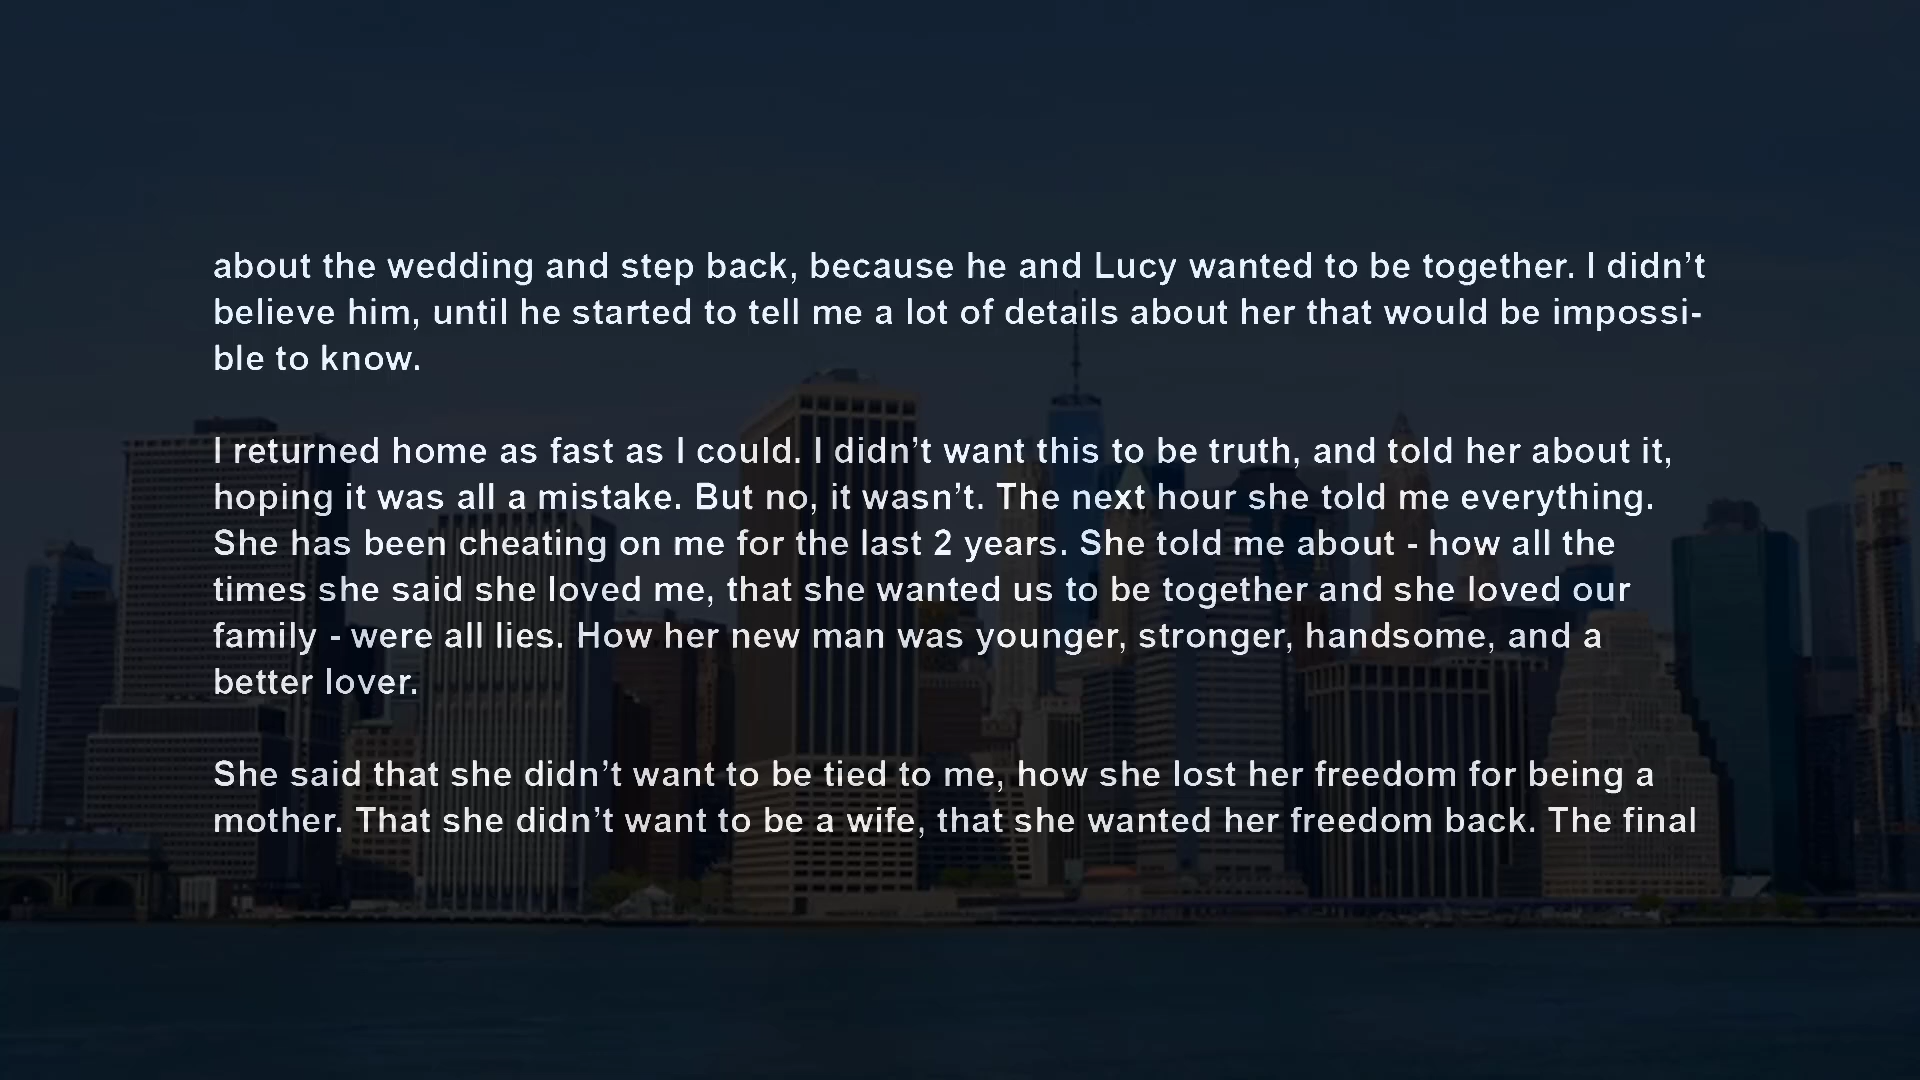 about the wedding and step back, because he and Lucy wanted to be together. I didn’t
believe him, until he started to tell me a lot of details about her that would be impossi-
ble to know.
I returned home as fast as I could. I didn’t want this to be truth, and told her about it,
hoping it was all a mistake. But no, it wasn’t. The next hour she told me everything.
She has been cheating on me for the last 2 years. She told me about - how all the
times she said she loved me, that she wanted us to be together and she loved our
family - were all lies. How her new man was younger, stronger, handsome, and a
better lover.
She said that she didn’t want to be tied to me, how she lost her freedom for being a
mother. That she didn’t want to be a wife, that she wanted her freedom back. The final